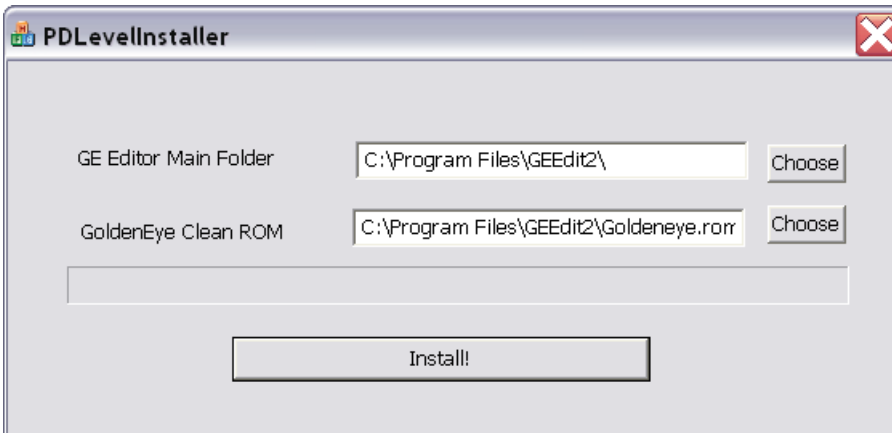 PDLevelInstaller
GE Editor Main Folder C:\Program Files\GEEdit2\ Choose
GoldenEye Clean ROM C:\Program Files\GEEdit2\Goldeneye.rom Choose
Install!